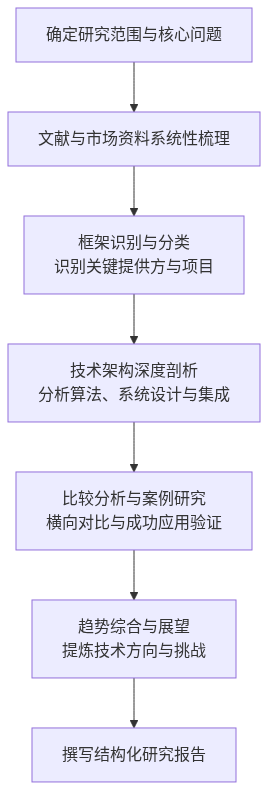 确定研究范围与核心问题
文献与市场资料系统性梳理
框架识别与分类
识别关键提供方与项目
技术架构深度剖析
分析算法、系统设计与集成
比较分析与案例研究
横向对比与成功应用验证
趋势综合与展望
提炼技术方向与挑战
撰写结构化研究报告